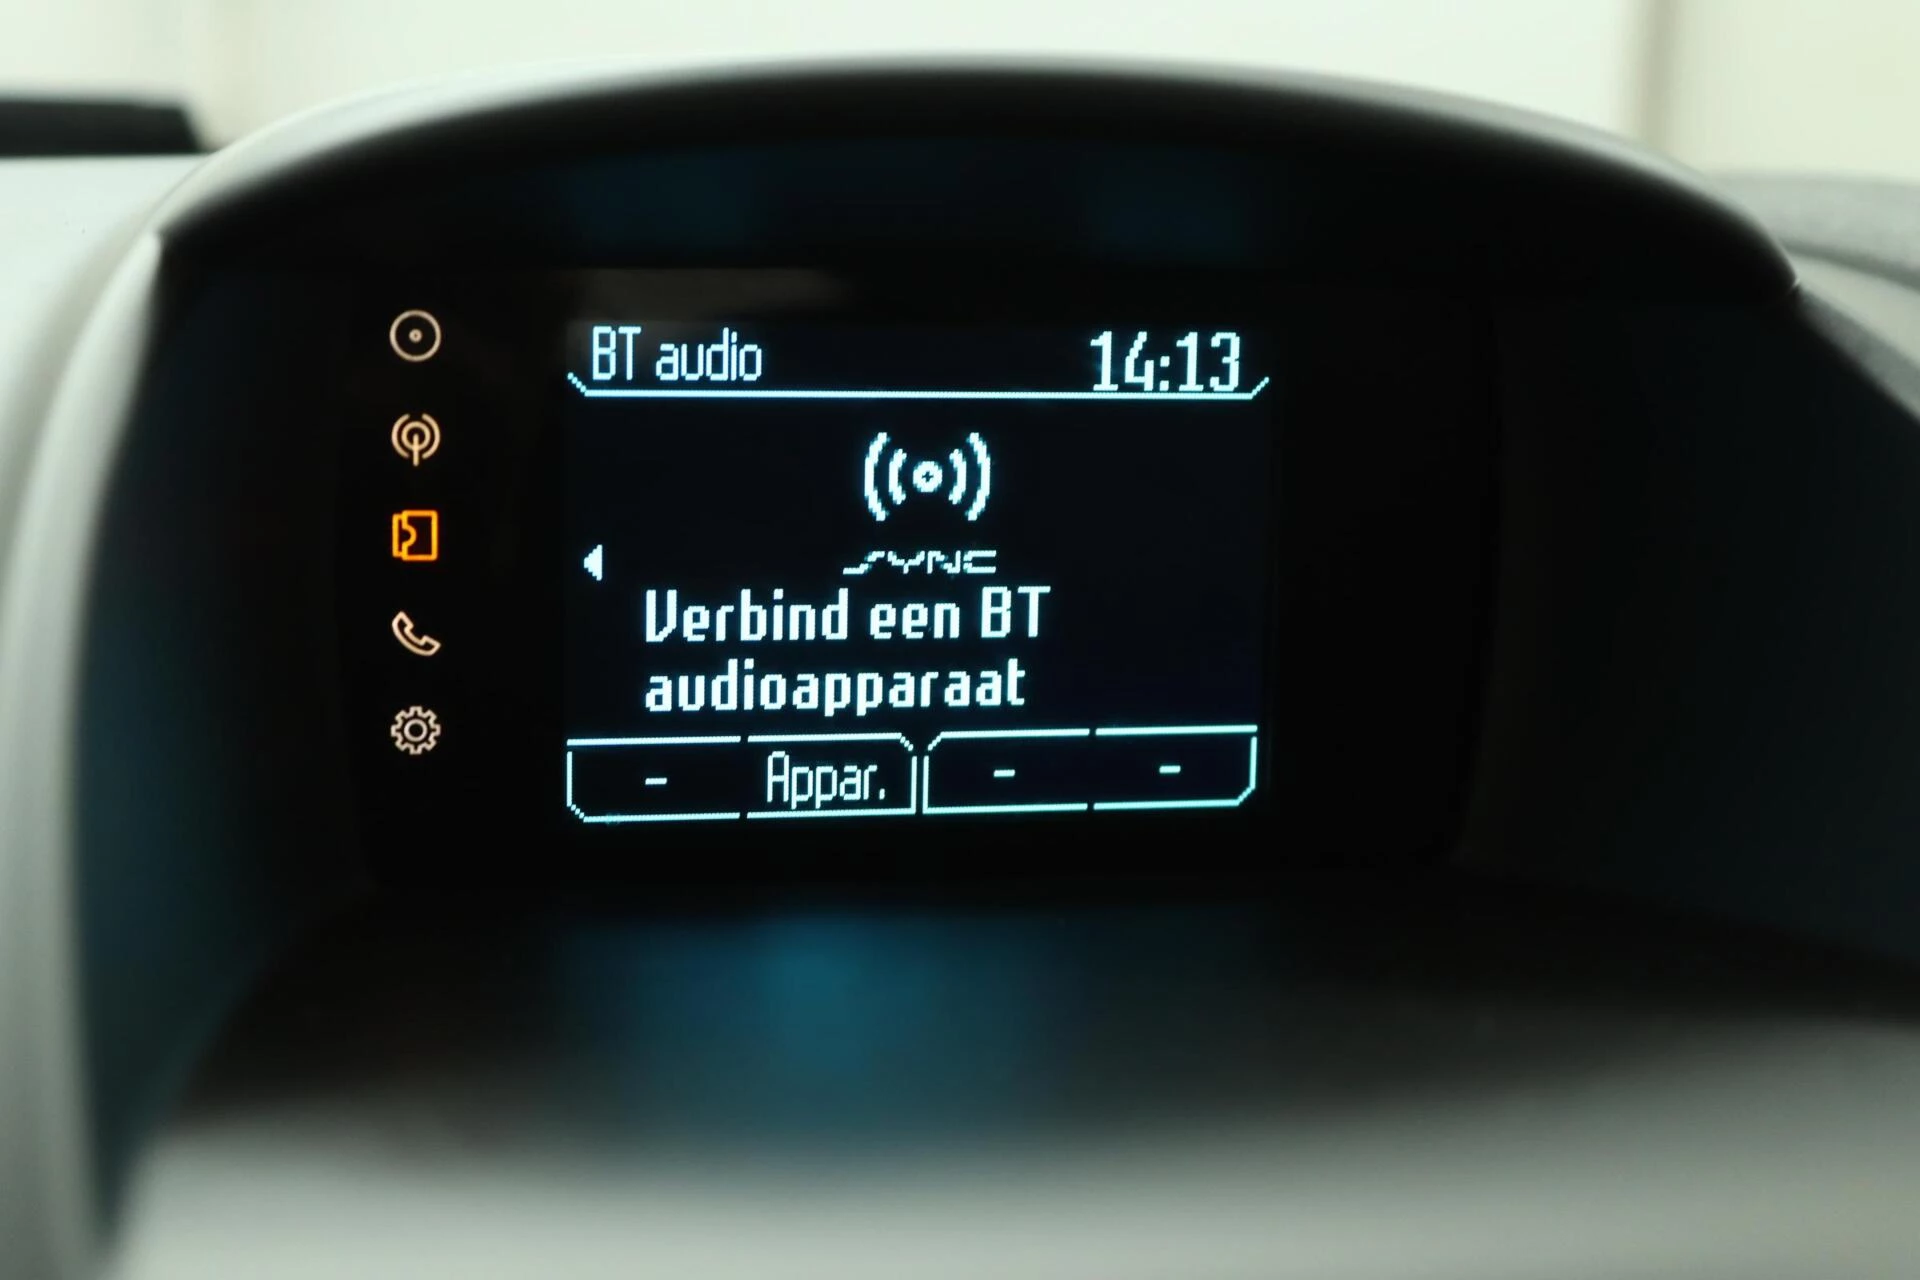 BT audio 14:13
SYNC
Verbind een BT
audioapparaat
- Appar. - -